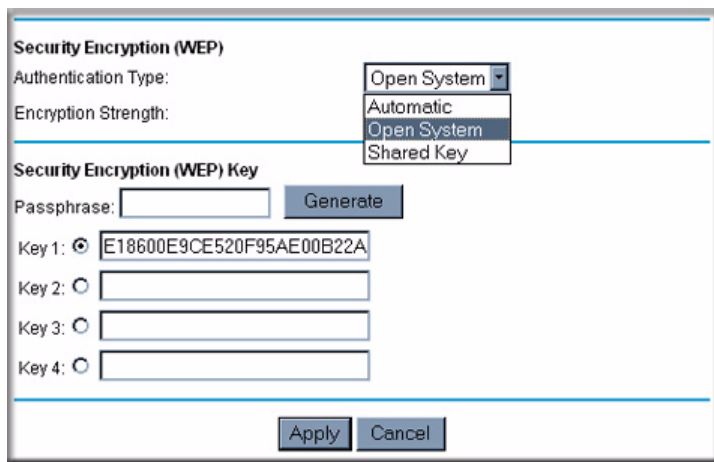 Security Encryption (WEP)
Authentication Type: Open System
Automatic
Encryption Strength:
Open System
Shared Key
Security Encryption (WEP) Key
Passphrase: Generate
Key 1: E18600E9CE520F95AE00B22A
Key 2:
Key 3:
Key 4:
Apply Cancel